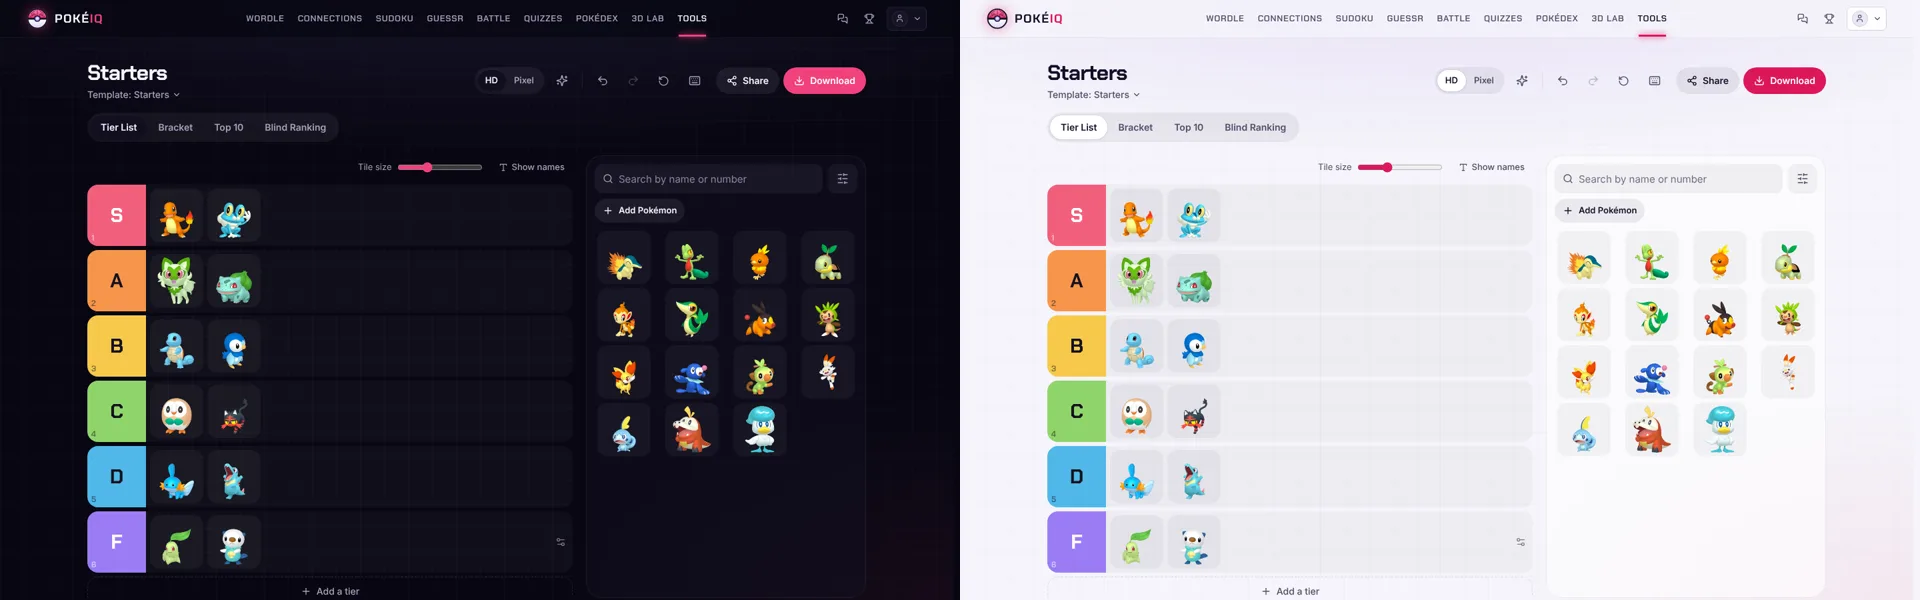 POKÉIQ
WORDLE CONNECTIONS SUDOKU GUESSR BATTLE QUIZZES POKÉDEX 3D LAB TOOLS
Starters
Template: Starters
HD Pixel
Share
Download
Tier List Bracket Top 10 Blind Ranking
Tile size
Show names
Search by name or number
Add Pokémon
S
1
A
2
B
3
C
4
D
5
F
6
Add a tier
POKÉIQ
WORDLE CONNECTIONS SUDOKU GUESSR BATTLE QUIZZES POKÉDEX 3D LAB TOOLS
Starters
Template: Starters
HD Pixel
Share
Download
Tier List Bracket Top 10 Blind Ranking
Tile size
Show names
Search by name or number
Add Pokémon
S
1
A
2
B
3
C
4
D
5
F
6
Add a tier